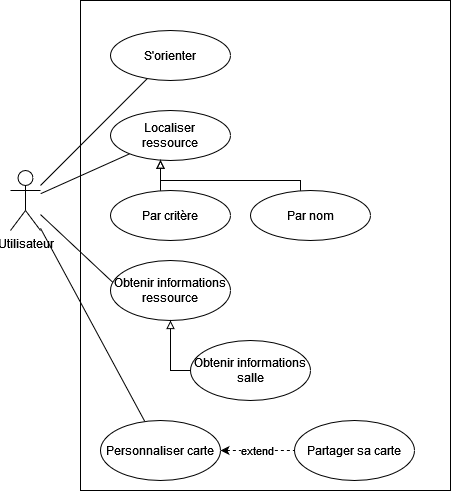 S'orienter
Localiser
ressource
Par critère
Par nom
Utilisateur
Obtenir informations
ressource
Obtenir informations
salle
Personnaliser carte
extend
Partager sa carte